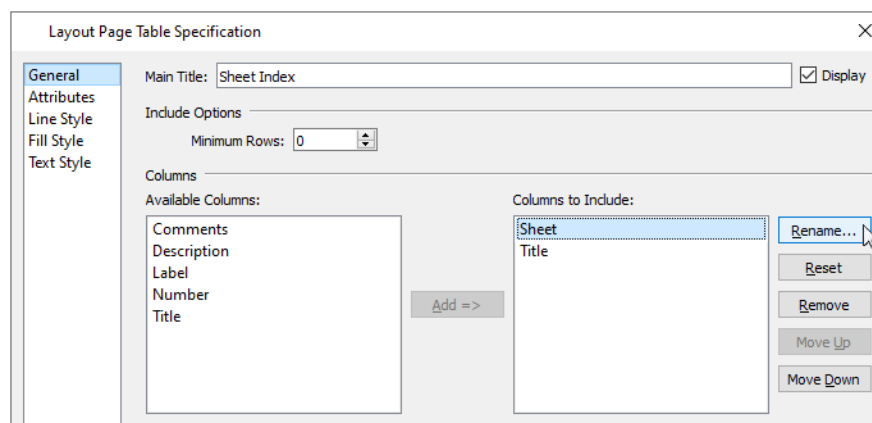 Layout Page Table Specification
General
Attributes
Line Style
Fill Style
Text Style
Main Title: Sheet Index Display
Include Options
Minimum Rows: 0
Columns
Available Columns:
Comments
Description
Label
Number
Title
Add =>
Columns to Include:
Sheet
Title
Rename...
Reset
Remove
Move Up
Move Down